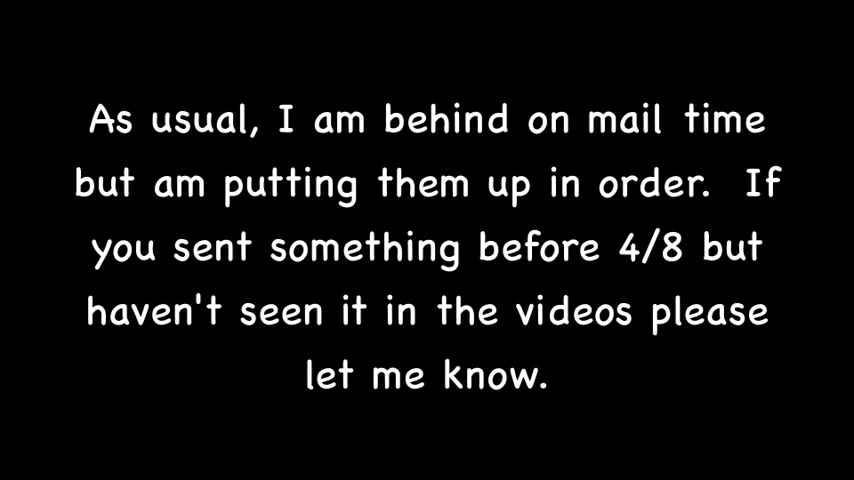 As usual, I am behind on mail time
but am putting them up in order.  If
you sent something before 4/8 but
haven't seen it in the videos please
let me know.